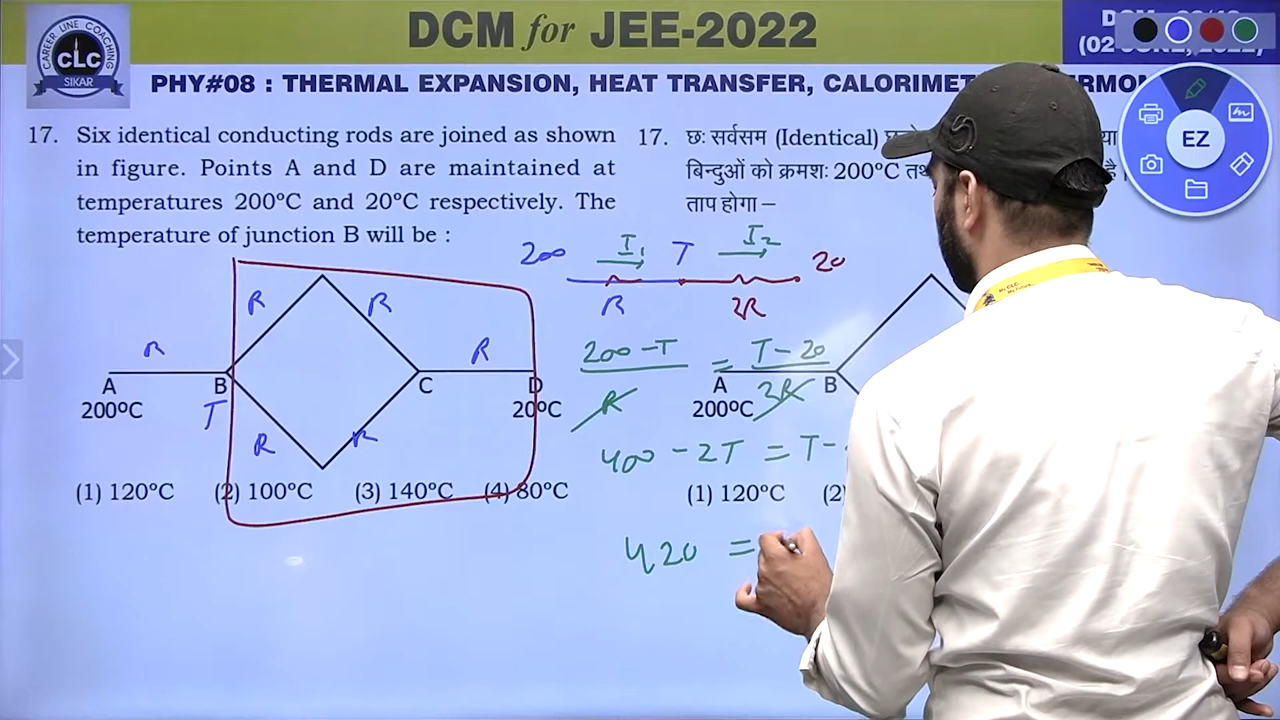 DCM for JEE-2022
CAREER LINE COACHING
CLC
SIKAR
PHY#08 : THERMAL EXPANSION, HEAT TRANSFER,
EZ
17. Six identical conducting rods are joined as shown
in figure. Points A and D are maintained at
temperatures 200°C and 20°C respectively. The
temperature of junction B will be :
R
R
R
R
R
R
A
B
C
D
200°C
T
20°C
(1) 120°C (2) 100°C (3) 140°C (4) 80°C
17. छः सर्वसम (Identical)
बिन्दुओं को क्रमशः 200°C
ताप होगा –
200 I₁ T I₂ 20
R 2R
200 - T = T - 20
R 2R
400 - 2T = T -
420 =
A
B
200°C
(1) 120°C (2)